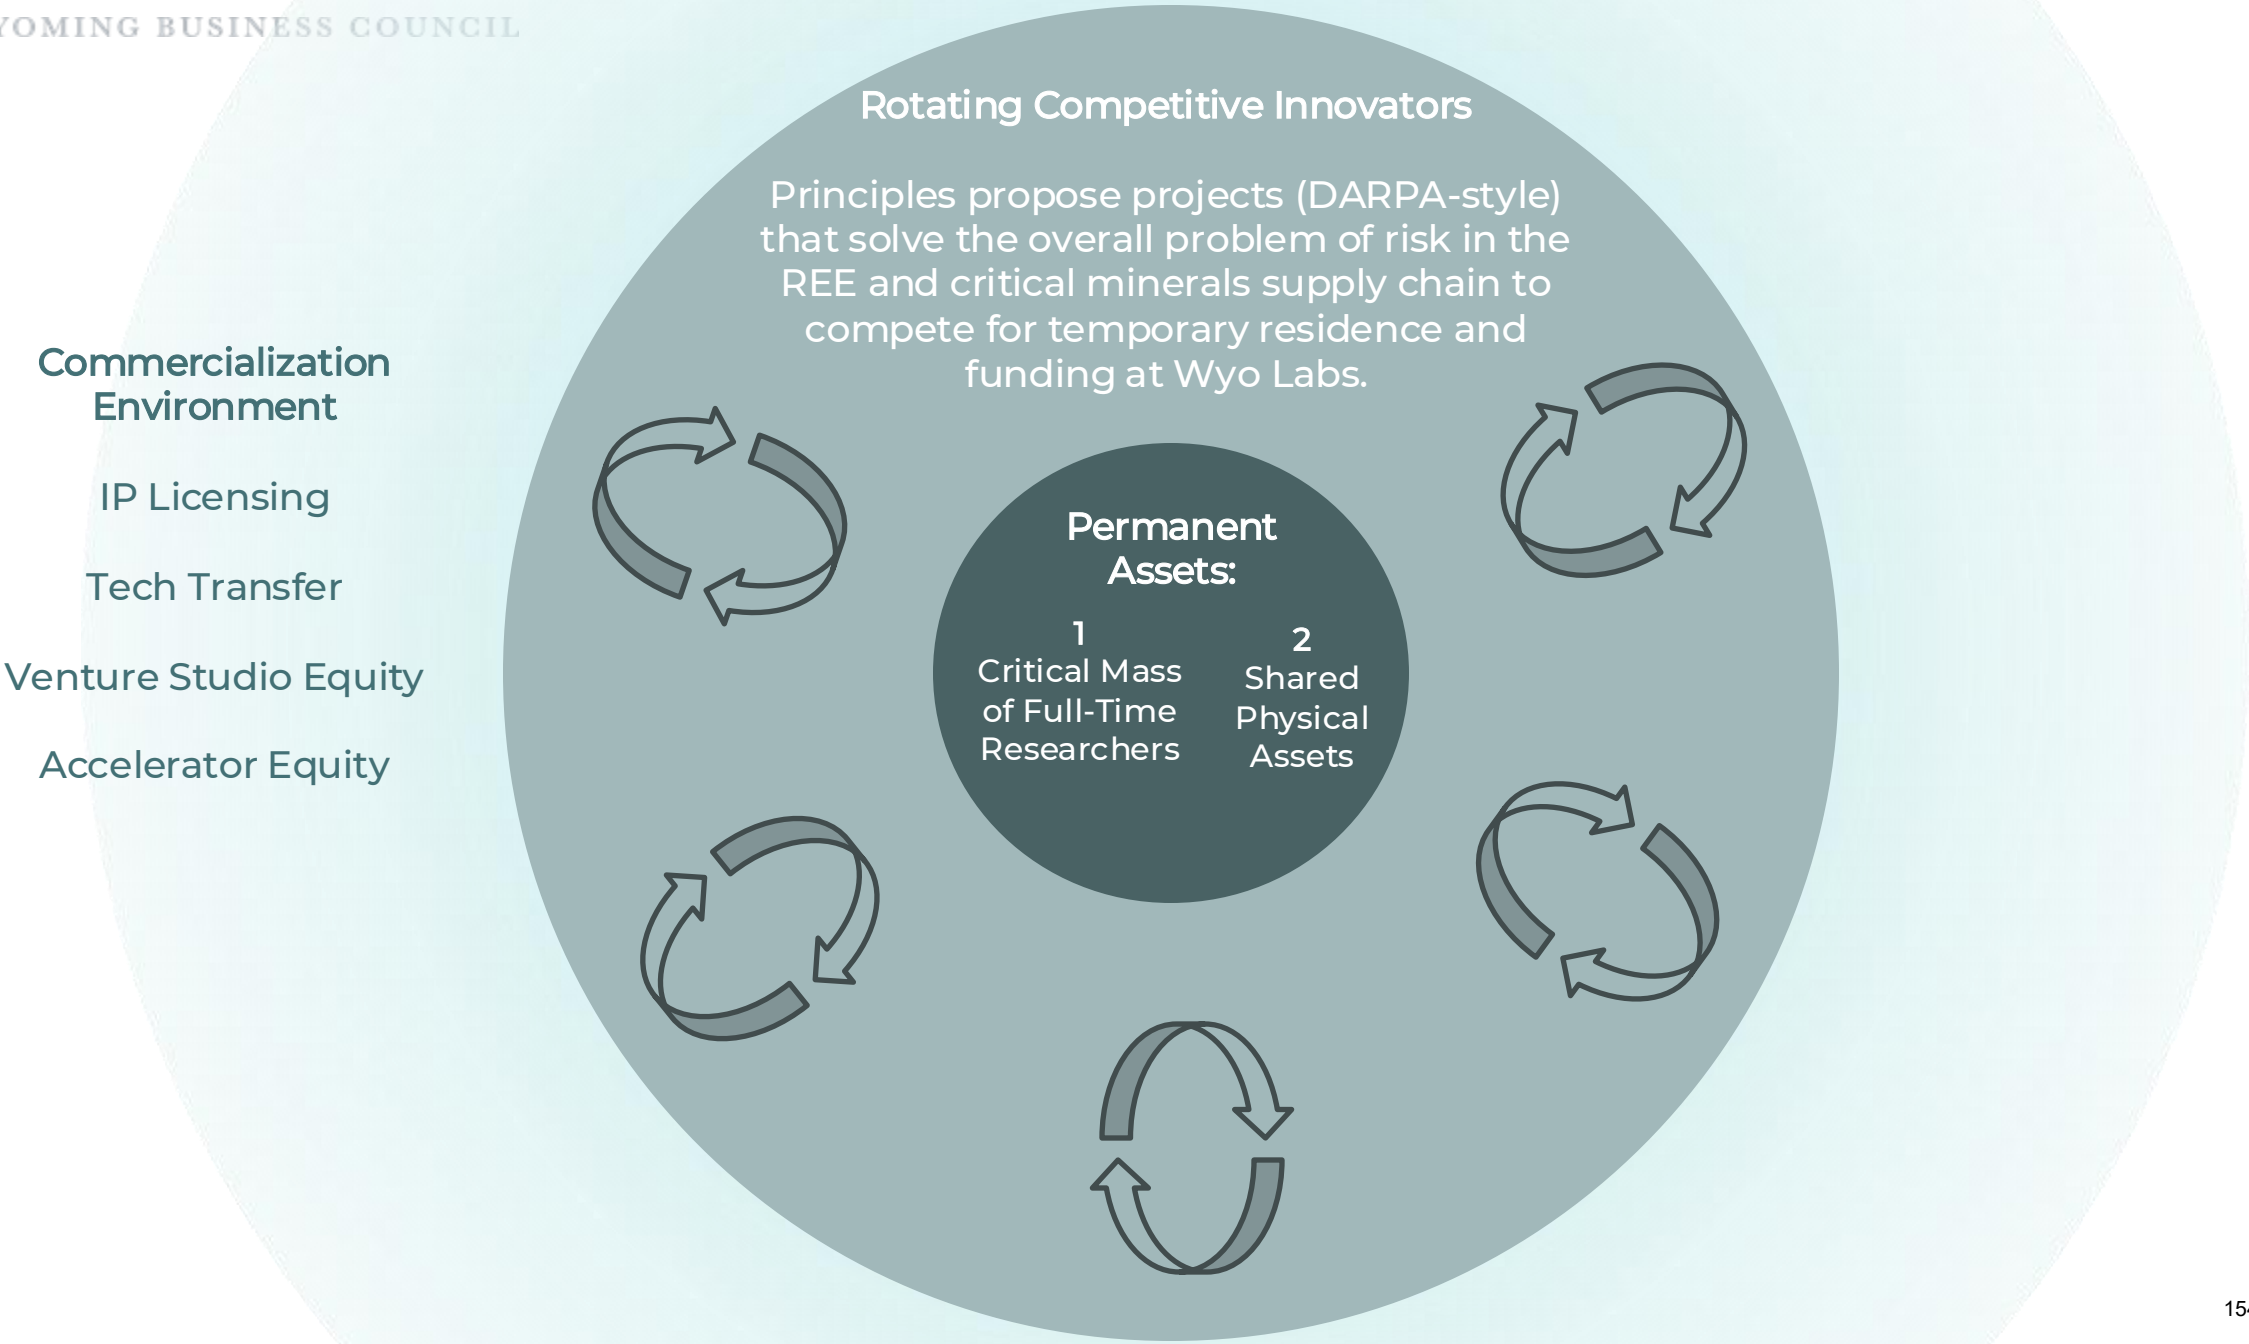 YOMING BUSINESS COUNCIL
Rotating Competitive Innovators
Principles propose projects (DARPA-style)
that solve the overall problem of risk in the
REE and critical minerals supply chain to
compete for temporary residence and
funding at Wyo Labs.
Commercialization
Environment
IP Licensing
Tech Transfer
Venture Studio Equity
Accelerator Equity
Permanent
Assets:
1
Critical Mass
of Full-Time
Researchers
2
Shared
Physical
Assets
154